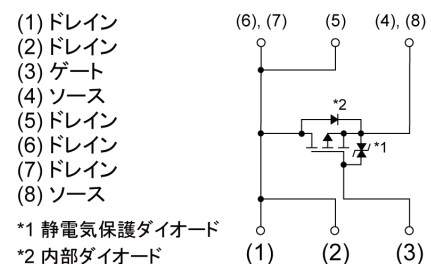 (1) ドレイン
(2) ドレイン
(3) ゲート
(4) ソース
(5) ドレイン
(6) ドレイン
(7) ドレイン
(8) ソース
*1 静電気保護ダイオード
*2 内部ダイオード
(6), (7) (5) (4), (8)
*2
*1
(1) (2) (3)